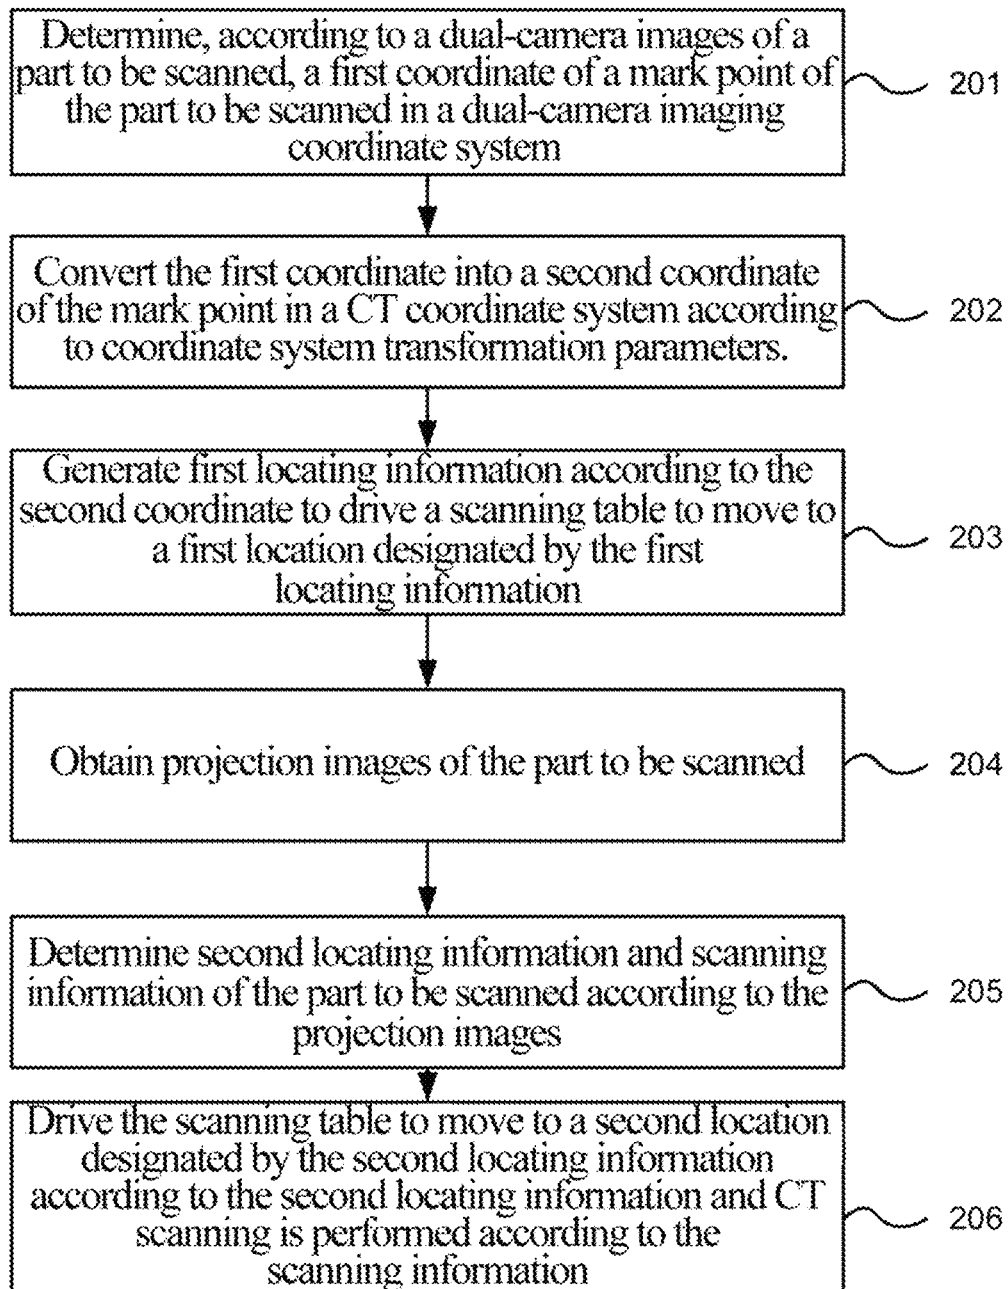 Determine, according to a dual-camera images of a
part to be scanned, a first coordinate of a mark point of
the part to be scanned in a dual-camera imaging
coordinate system
201
Convert the first coordinate into a second coordinate
of the mark point in a CT coordinate system according
to coordinate system transformation parameters.
202
Generate first locating information according to the
second coordinate to drive a scanning table to move to
a first location designated by the first
locating information
203
Obtain projection images of the part to be scanned
204
Determine second locating information and scanning
information of the part to be scanned according to the
projection images
205
Drive the scanning table to move to a second location
designated by the second locating information
according to the second locating information and CT
scanning is performed according to the
scanning information
206